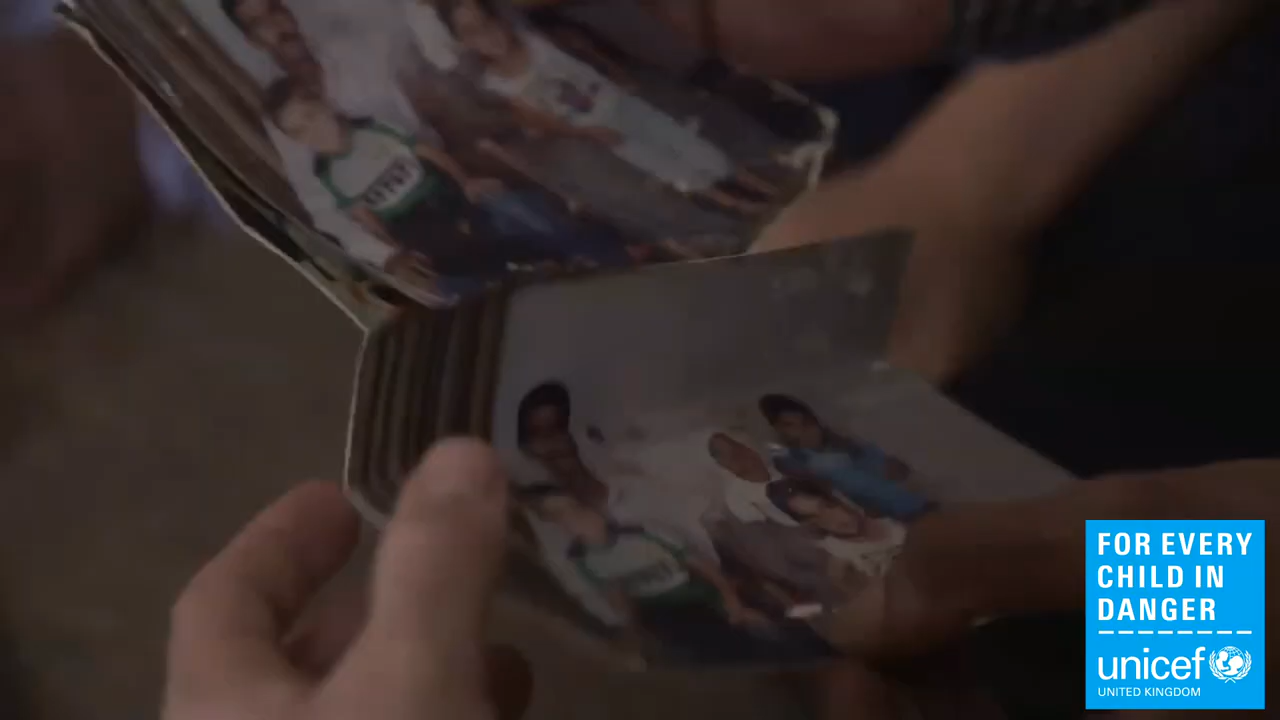 FOR EVERY
CHILD IN
DANGER
unicef
UNITED KINGDOM